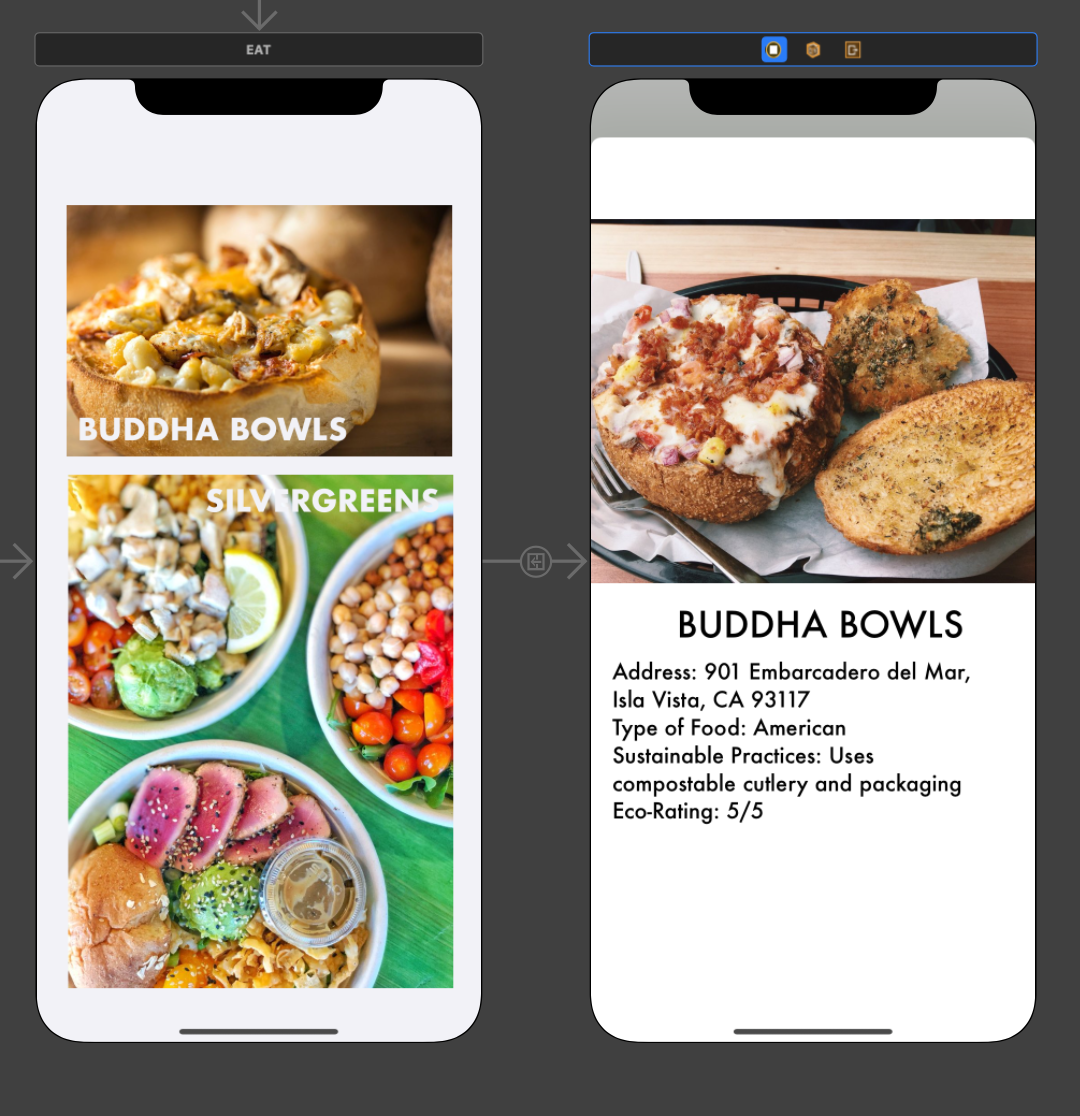 EAT
BUDDHA BOWLS
SILVERGREENS
BUDDHA BOWLS
Address: 901 Embarcadero del Mar,
Isla Vista, CA 93117
Type of Food: American
Sustainable Practices: Uses
compostable cutlery and packaging
Eco-Rating: 5/5